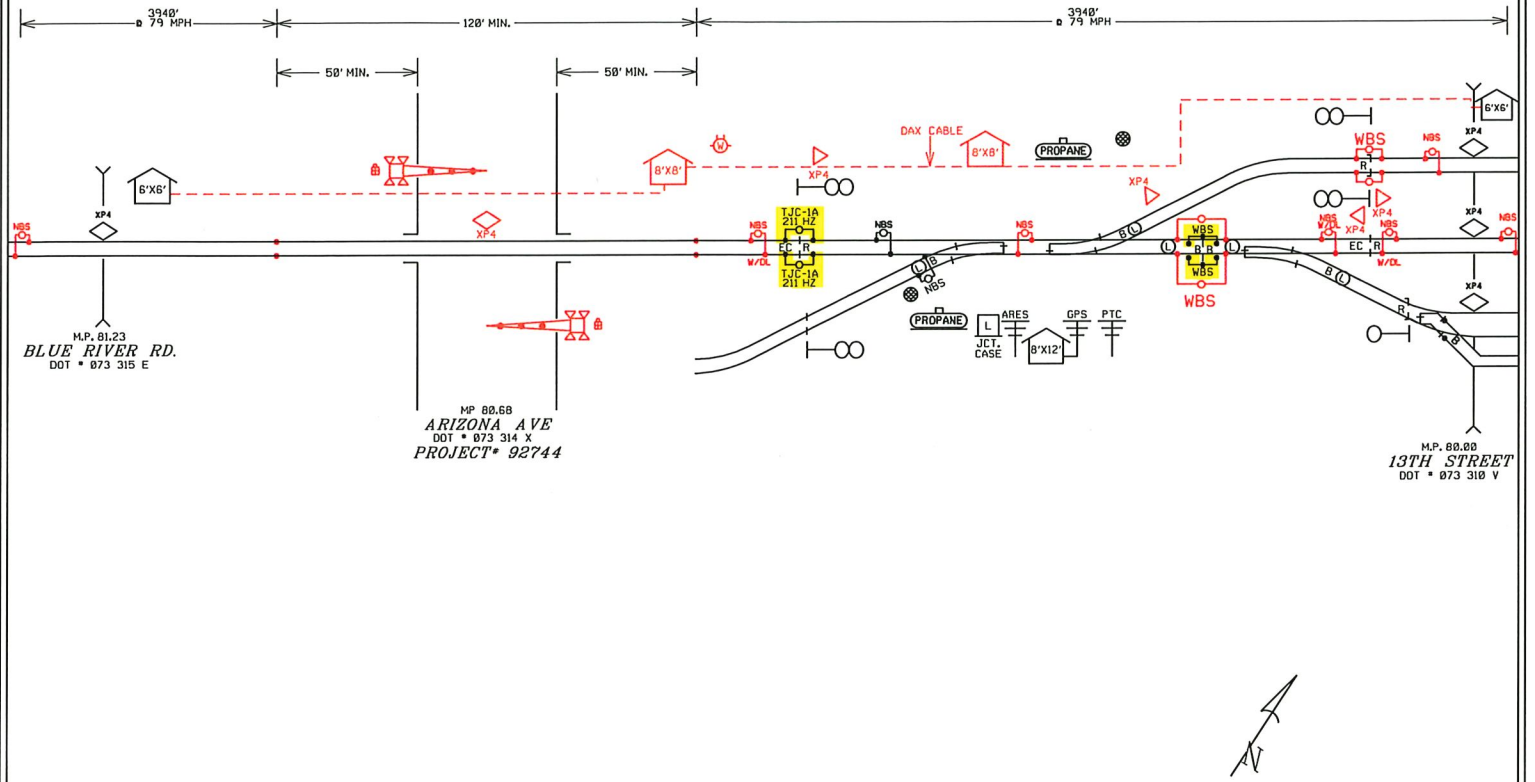 3940'
@ 79 MPH
120' MIN.
3940'
@ 79 MPH
50' MIN.
50' MIN.
6'X6'
XP4
NBS
M.P. 81.23
BLUE RIVER RD.
DOT # 073 315 E
XP4
MP 80.68
ARIZONA AVE
DOT # 073 314 X
PROJECT# 92744
8'X8'
W
XP4
DAX CABLE
8'X8'
PROPANE
NBS
W/DL
TJC-1A
211 HZ
EC R
TJC-1A
211 HZ
NBS
L B
NBS
PROPANE
L
JCT.
CASE
ARES
8'X12'
GPS
PTC
NBS
XP4
B L
L
WBS
B B
WBS
L
WBS
B L
WBS
R
NBS
XP4
6'X6'
XP4
XP4
NBS
W/DL
NBS
EC R
W/DL
XP4
NBS
R
B
XP4
M.P. 80.00
13TH STREET
DOT # 073 310 V
N